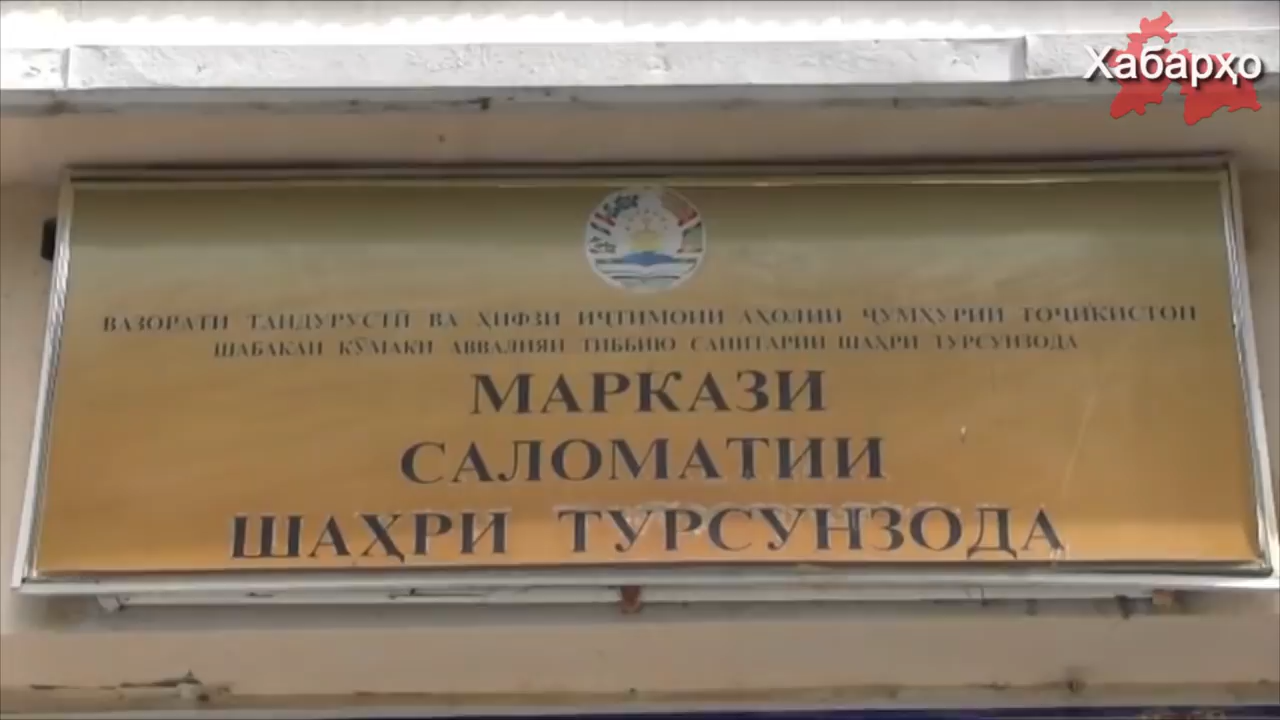 Хабарҳо
ВАЗОРАТИ ТАНДУРУСТӢ ВА ҲИФЗИ ИҶТИМОИИ АҲОЛИИ ҶУМҲУРИИ ТОҶИКИСТОН
ШАБАКАИ КӮМАКИ АВВАЛИЯИ ТИББИЮ САНИТАРИИ ШАҲРИ ТУРСУНЗОДА
МАРКАЗИ
САЛОМАТИИ
ШАҲРИ ТУРСУНЗОДА